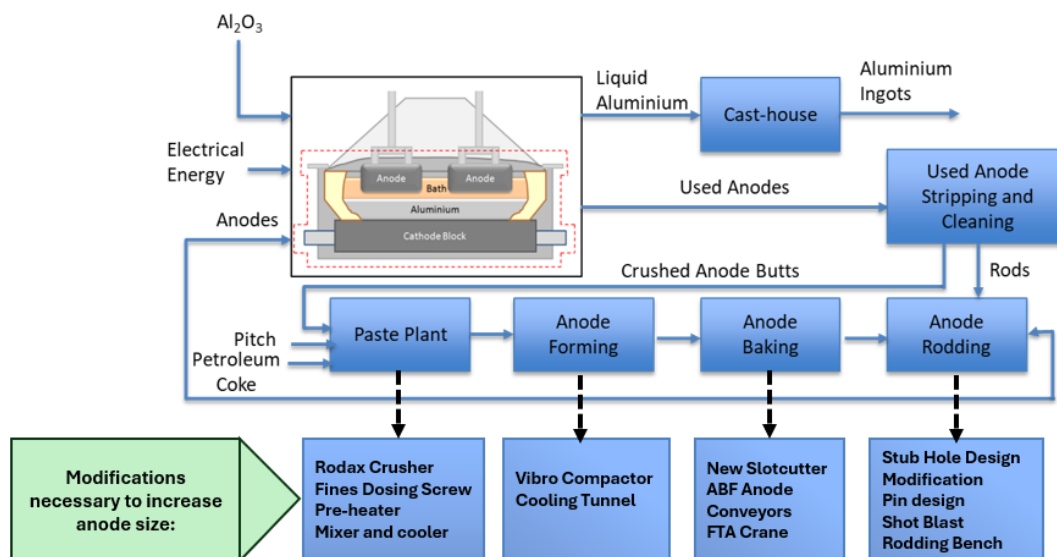 Al₂O₃
Electrical
Energy
Anodes
Anode
Anode
Bath
Aluminium
Cathode Block
Liquid
Aluminium
Cast-house
Aluminium
Ingots
Used Anodes
Used Anode
Stripping and
Cleaning
Crushed Anode Butts
Rods
Pitch
Petroleum
Coke
Paste Plant
Anode
Forming
Anode
Baking
Anode
Rodding
Modifications
necessary to increase
anode size:
Rodax Crusher
Fines Dosing Screw
Pre-heater
Mixer and cooler
Vibro Compactor
Cooling Tunnel
New Slotcutter
ABF Anode
Conveyors
FTA Crane
Stub Hole Design
Modification
Pin design
Shot Blast
Rodding Bench